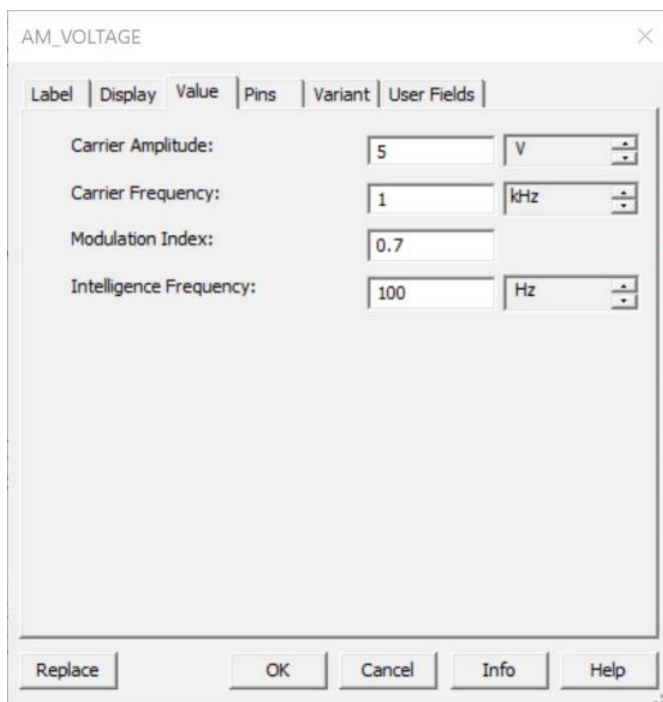 AM_VOLTAGE
Label Display Value Pins Variant User Fields
Carrier Amplitude: 5 V
Carrier Frequency: 1 kHz
Modulation Index: 0.7
Intelligence Frequency: 100 Hz
Replace OK Cancel Info Help